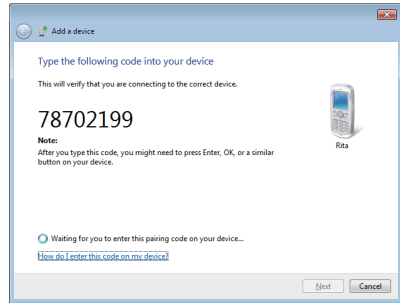 Add a device
Type the following code into your device
This will verify that you are connecting to the correct device.
78702199
Note:
After you type this code, you might need to press Enter, OK, or a similar
button on your device.
Rita
Waiting for you to enter this pairing code on your device...
How do I enter this code on my device?
Next Cancel